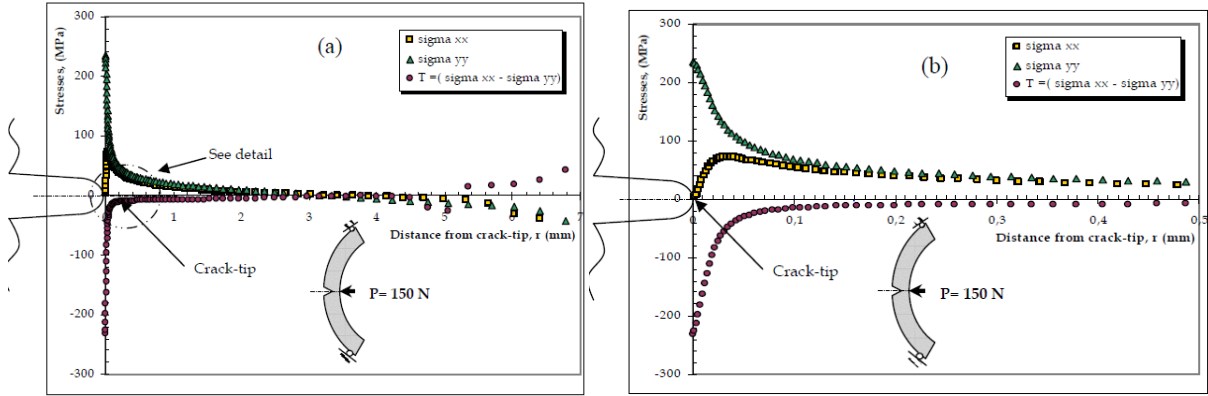 300
200
100
0
-100
-200
-300
Stresses, (MPa)
(a)
sigma xx
sigma yy
T =( sigma xx - sigma yy)
See detail
1
2
3
4
5
6
7
Distance from crack-tip, r (mm)
Crack-tip
P= 150 N
300
200
100
0
-100
-200
-300
Stresses, (MPa)
(b)
sigma xx
sigma yy
T =( sigma xx - sigma yy)
0,1
0,2
0,3
0,4
0,5
Distance from crack-tip, r (mm)
Crack-tip
P= 150 N